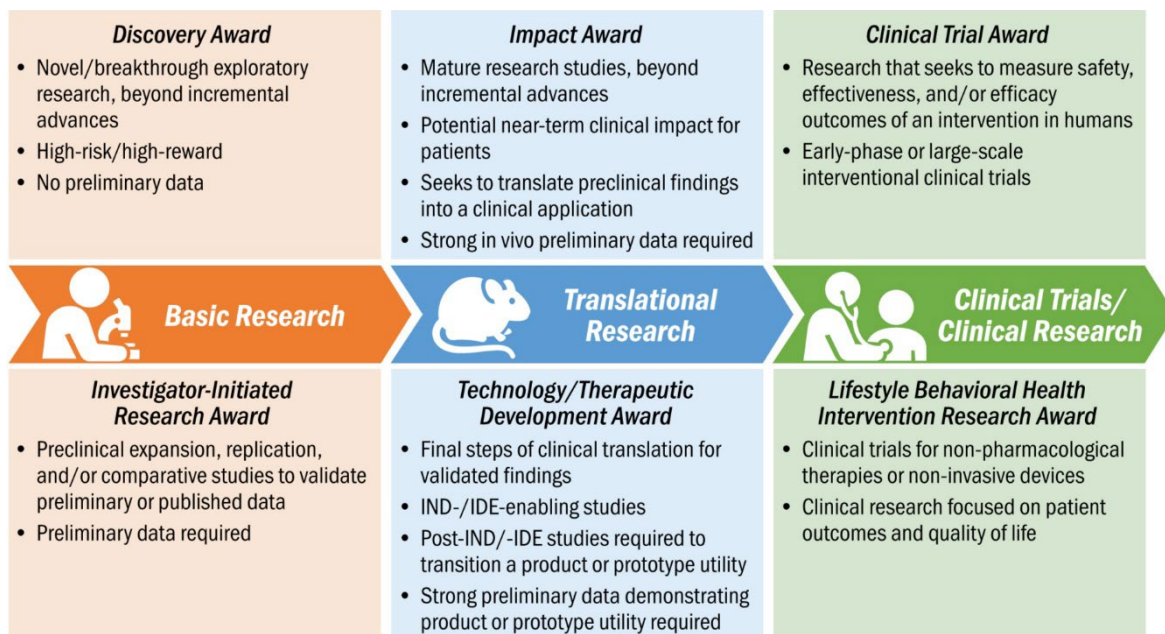 Discovery Award
• Novel/breakthrough exploratory
research, beyond incremental
advances
• High-risk/high-reward
• No preliminary data
Impact Award
• Mature research studies, beyond
incremental advances
• Potential near-term clinical impact for
patients
• Seeks to translate preclinical findings
into a clinical application
• Strong in vivo preliminary data required
Clinical Trial Award
• Research that seeks to measure safety,
effectiveness, and/or efficacy
outcomes of an intervention in humans
• Early-phase or large-scale
interventional clinical trials
Basic Research
Translational
Research
Clinical Trials/
Clinical Research
Investigator-Initiated
Research Award
• Preclinical expansion, replication,
and/or comparative studies to validate
preliminary or published data
• Preliminary data required
Technology/Therapeutic
Development Award
• Final steps of clinical translation for
validated findings
• IND-/IDE-enabling studies
• Post-IND/-IDE studies required to
transition a product or prototype utility
• Strong preliminary data demonstrating
product or prototype utility required
Lifestyle Behavioral Health
Intervention Research Award
• Clinical trials for non-pharmacological
therapies or non-invasive devices
• Clinical research focused on patient
outcomes and quality of life